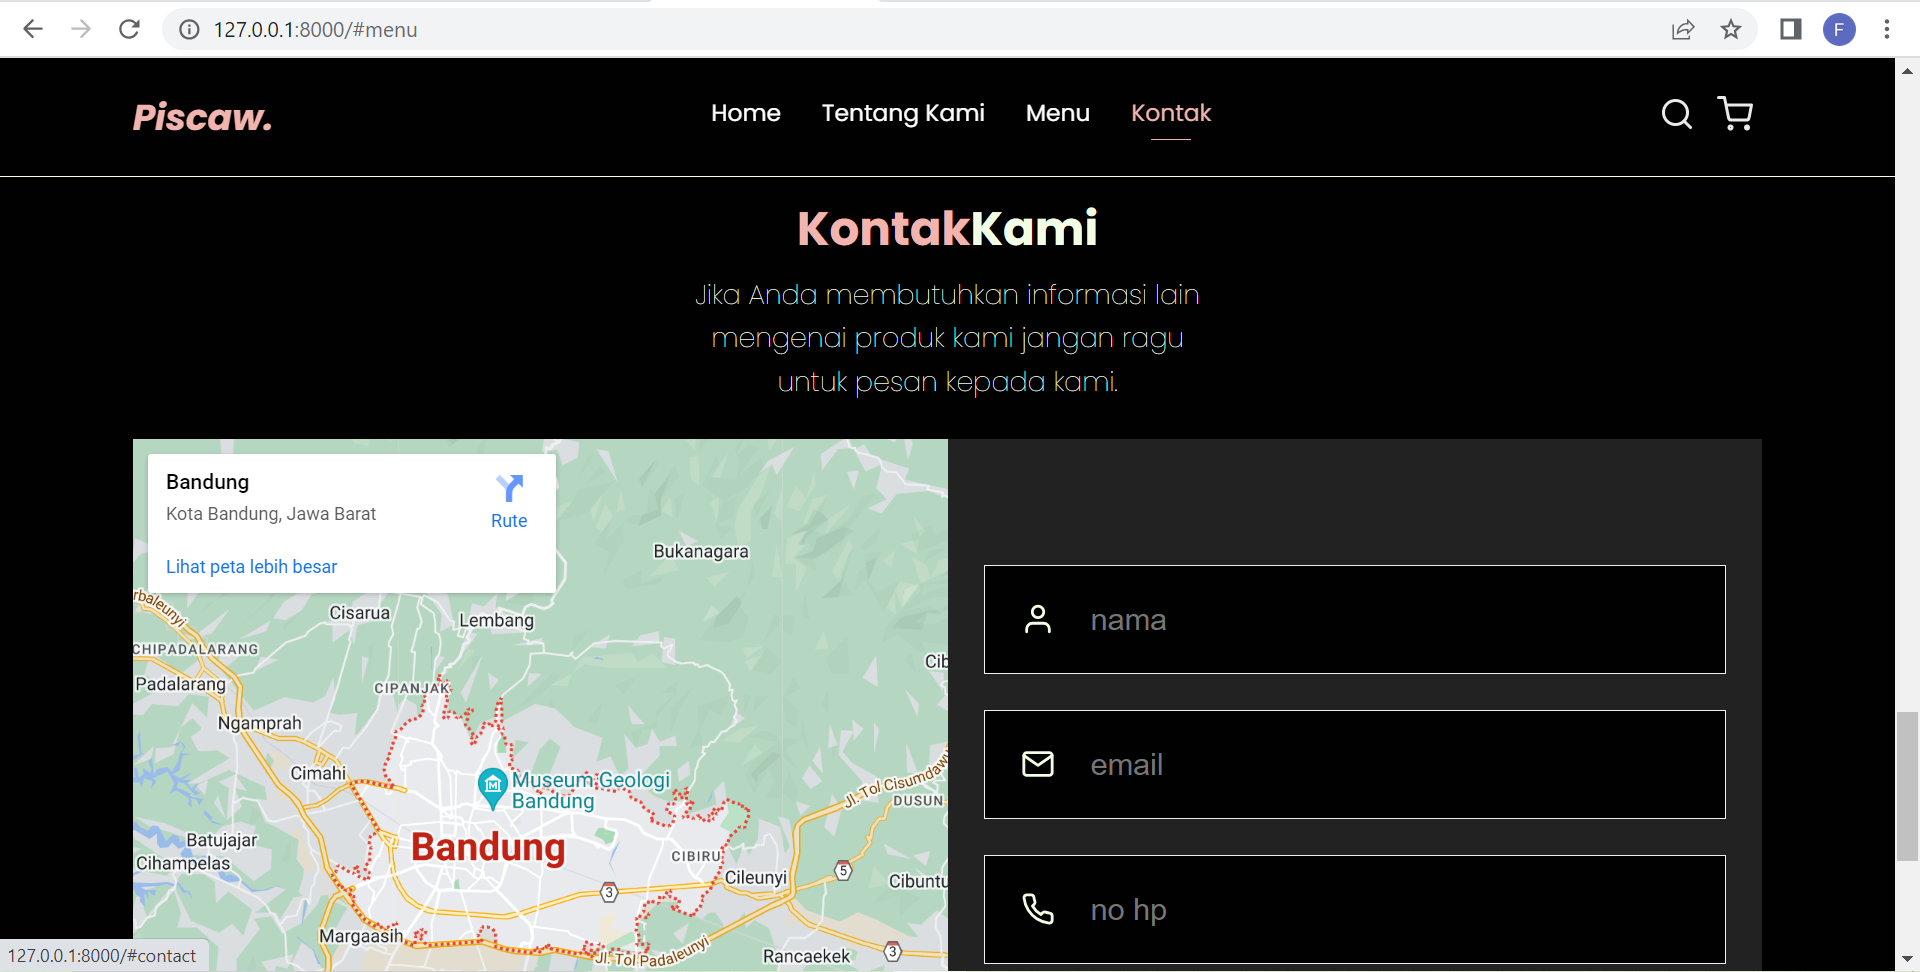 127.0.0.1:8000/#menu
F
Piscaw.
Home Tentang Kami Menu Kontak
KontakKami
Jika Anda membutuhkan informasi lain
mengenai produk kami jangan ragu
untuk pesan kepada kami.
Bandung
Kota Bandung, Jawa Barat
Rute
Lihat peta lebih besar
Bukanagara
rbaleunyi
Cisarua
Lembang
CHIPADALARANG
Cib
Padalarang
CIPANJAK
Ngamprah
Cimahi
Museum Geologi
Bandung
Jl. Tol Cisumdaw
DUSUN
Batujajar
Cihampelas
Bandung
CIBIRU
Cileunyi
5
Cibuntu
3
Margaasih
Jl. Tol Padaleunyi
Rancaekek
3
nama
email
no hp
127.0.0.1:8000/#contact